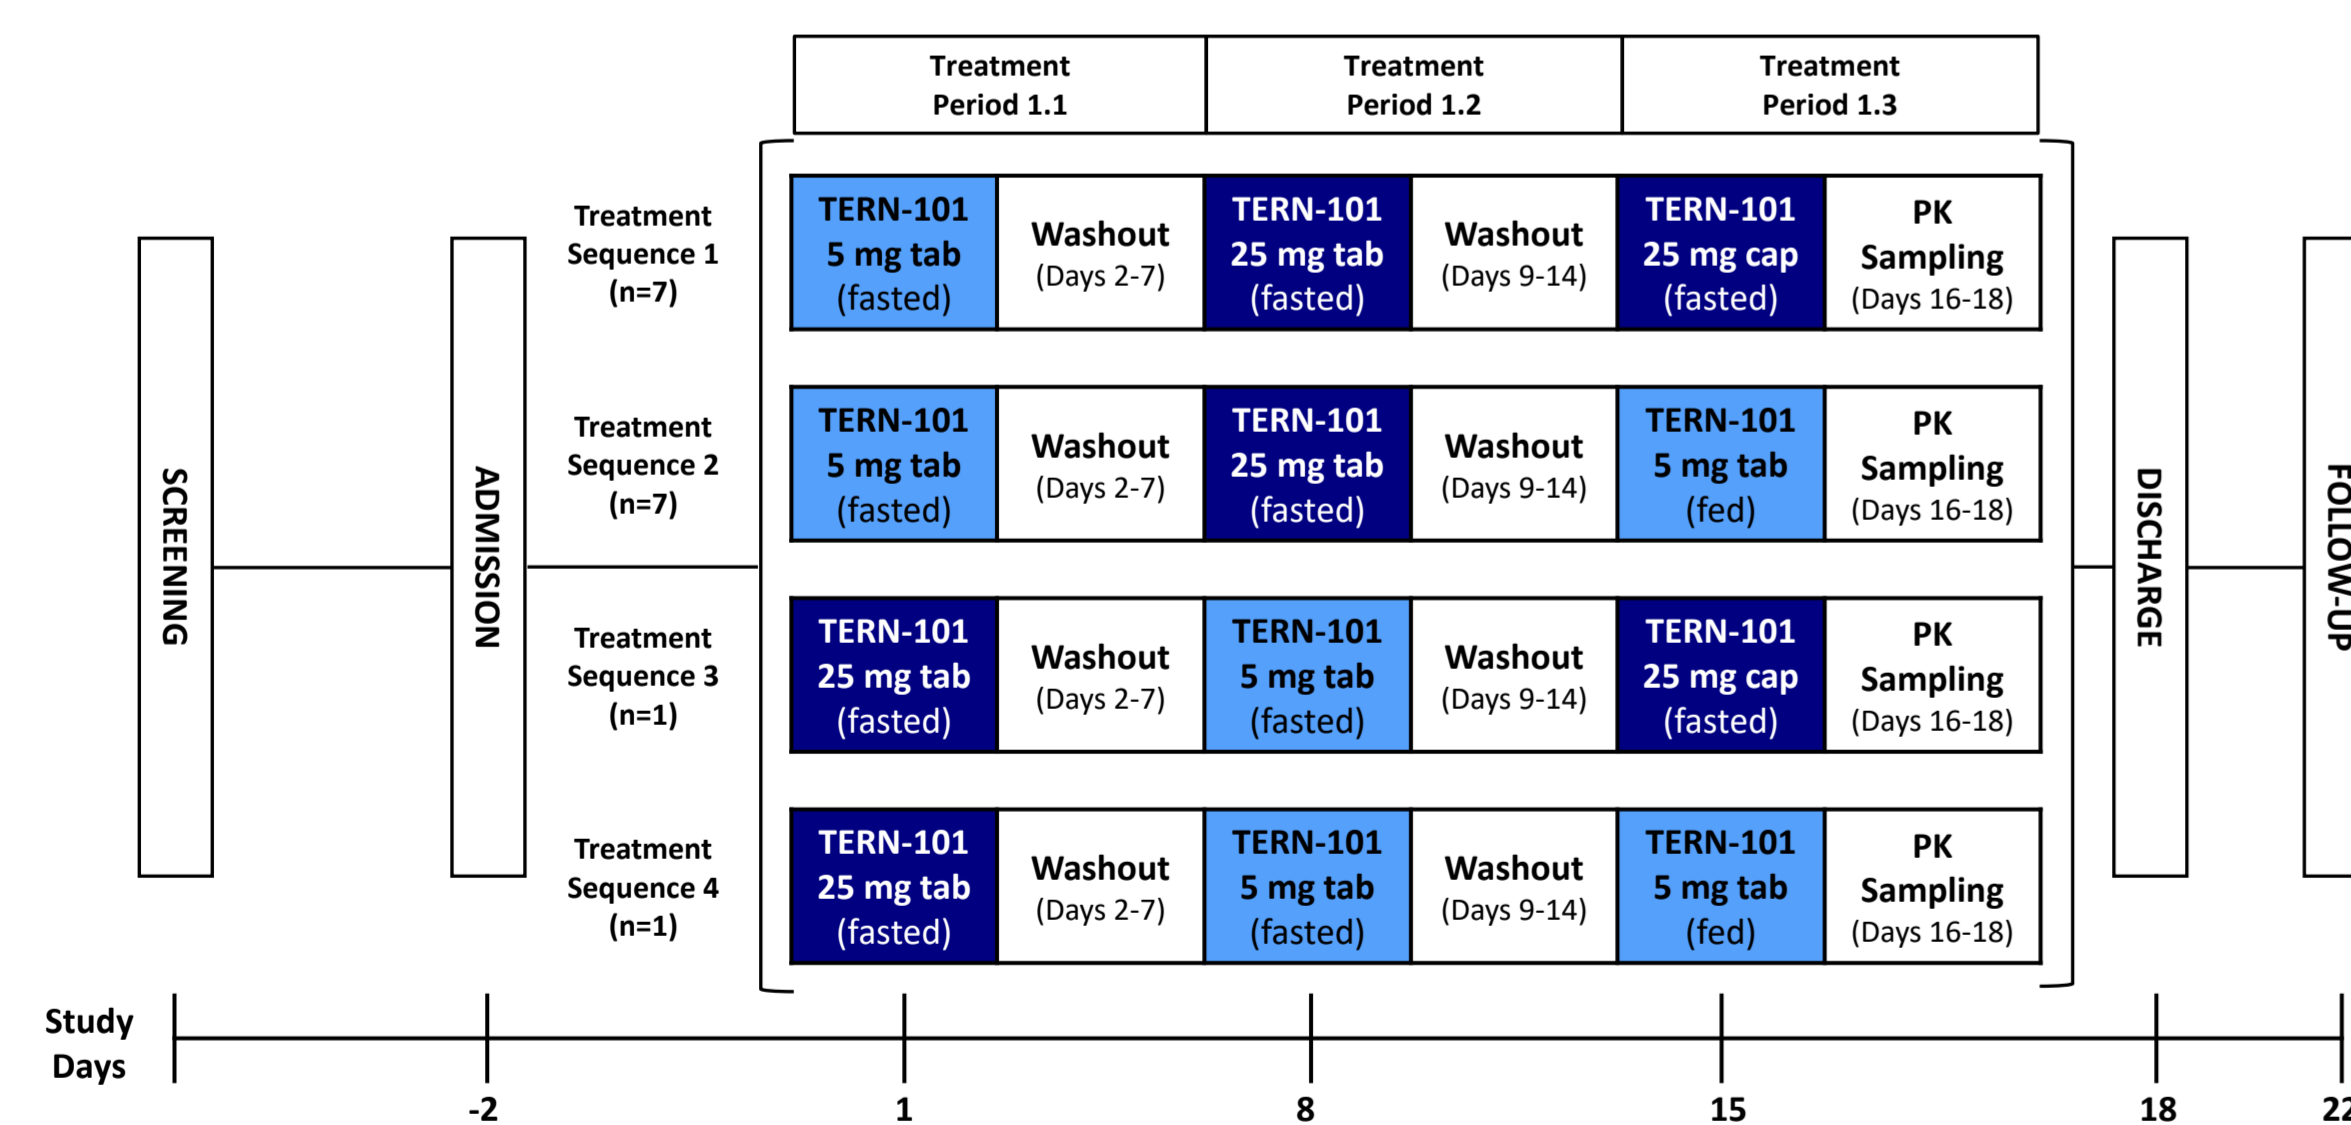 Treatment
Period 1.1
Treatment
Period 1.2
Treatment
Period 1.3
SCREENING
ADMISSION
Treatment
Sequence 1
(n=7)
TERN-101
5 mg tab
(fasted)
Washout
(Days 2-7)
TERN-101
25 mg tab
(fasted)
Washout
(Days 9-14)
TERN-101
25 mg cap
(fasted)
PK
Sampling
(Days 16-18)
Treatment
Sequence 2
(n=7)
TERN-101
5 mg tab
(fasted)
Washout
(Days 2-7)
TERN-101
25 mg tab
(fasted)
Washout
(Days 9-14)
TERN-101
5 mg tab
(fed)
PK
Sampling
(Days 16-18)
Treatment
Sequence 3
(n=1)
TERN-101
25 mg tab
(fasted)
Washout
(Days 2-7)
TERN-101
5 mg tab
(fasted)
Washout
(Days 9-14)
TERN-101
25 mg cap
(fasted)
PK
Sampling
(Days 16-18)
Treatment
Sequence 4
(n=1)
TERN-101
25 mg tab
(fasted)
Washout
(Days 2-7)
TERN-101
5 mg tab
(fasted)
Washout
(Days 9-14)
TERN-101
5 mg tab
(fed)
PK
Sampling
(Days 16-18)
DISCHARGE
FOLLOW-UP
Study
Days
-2
1
8
15
18
22